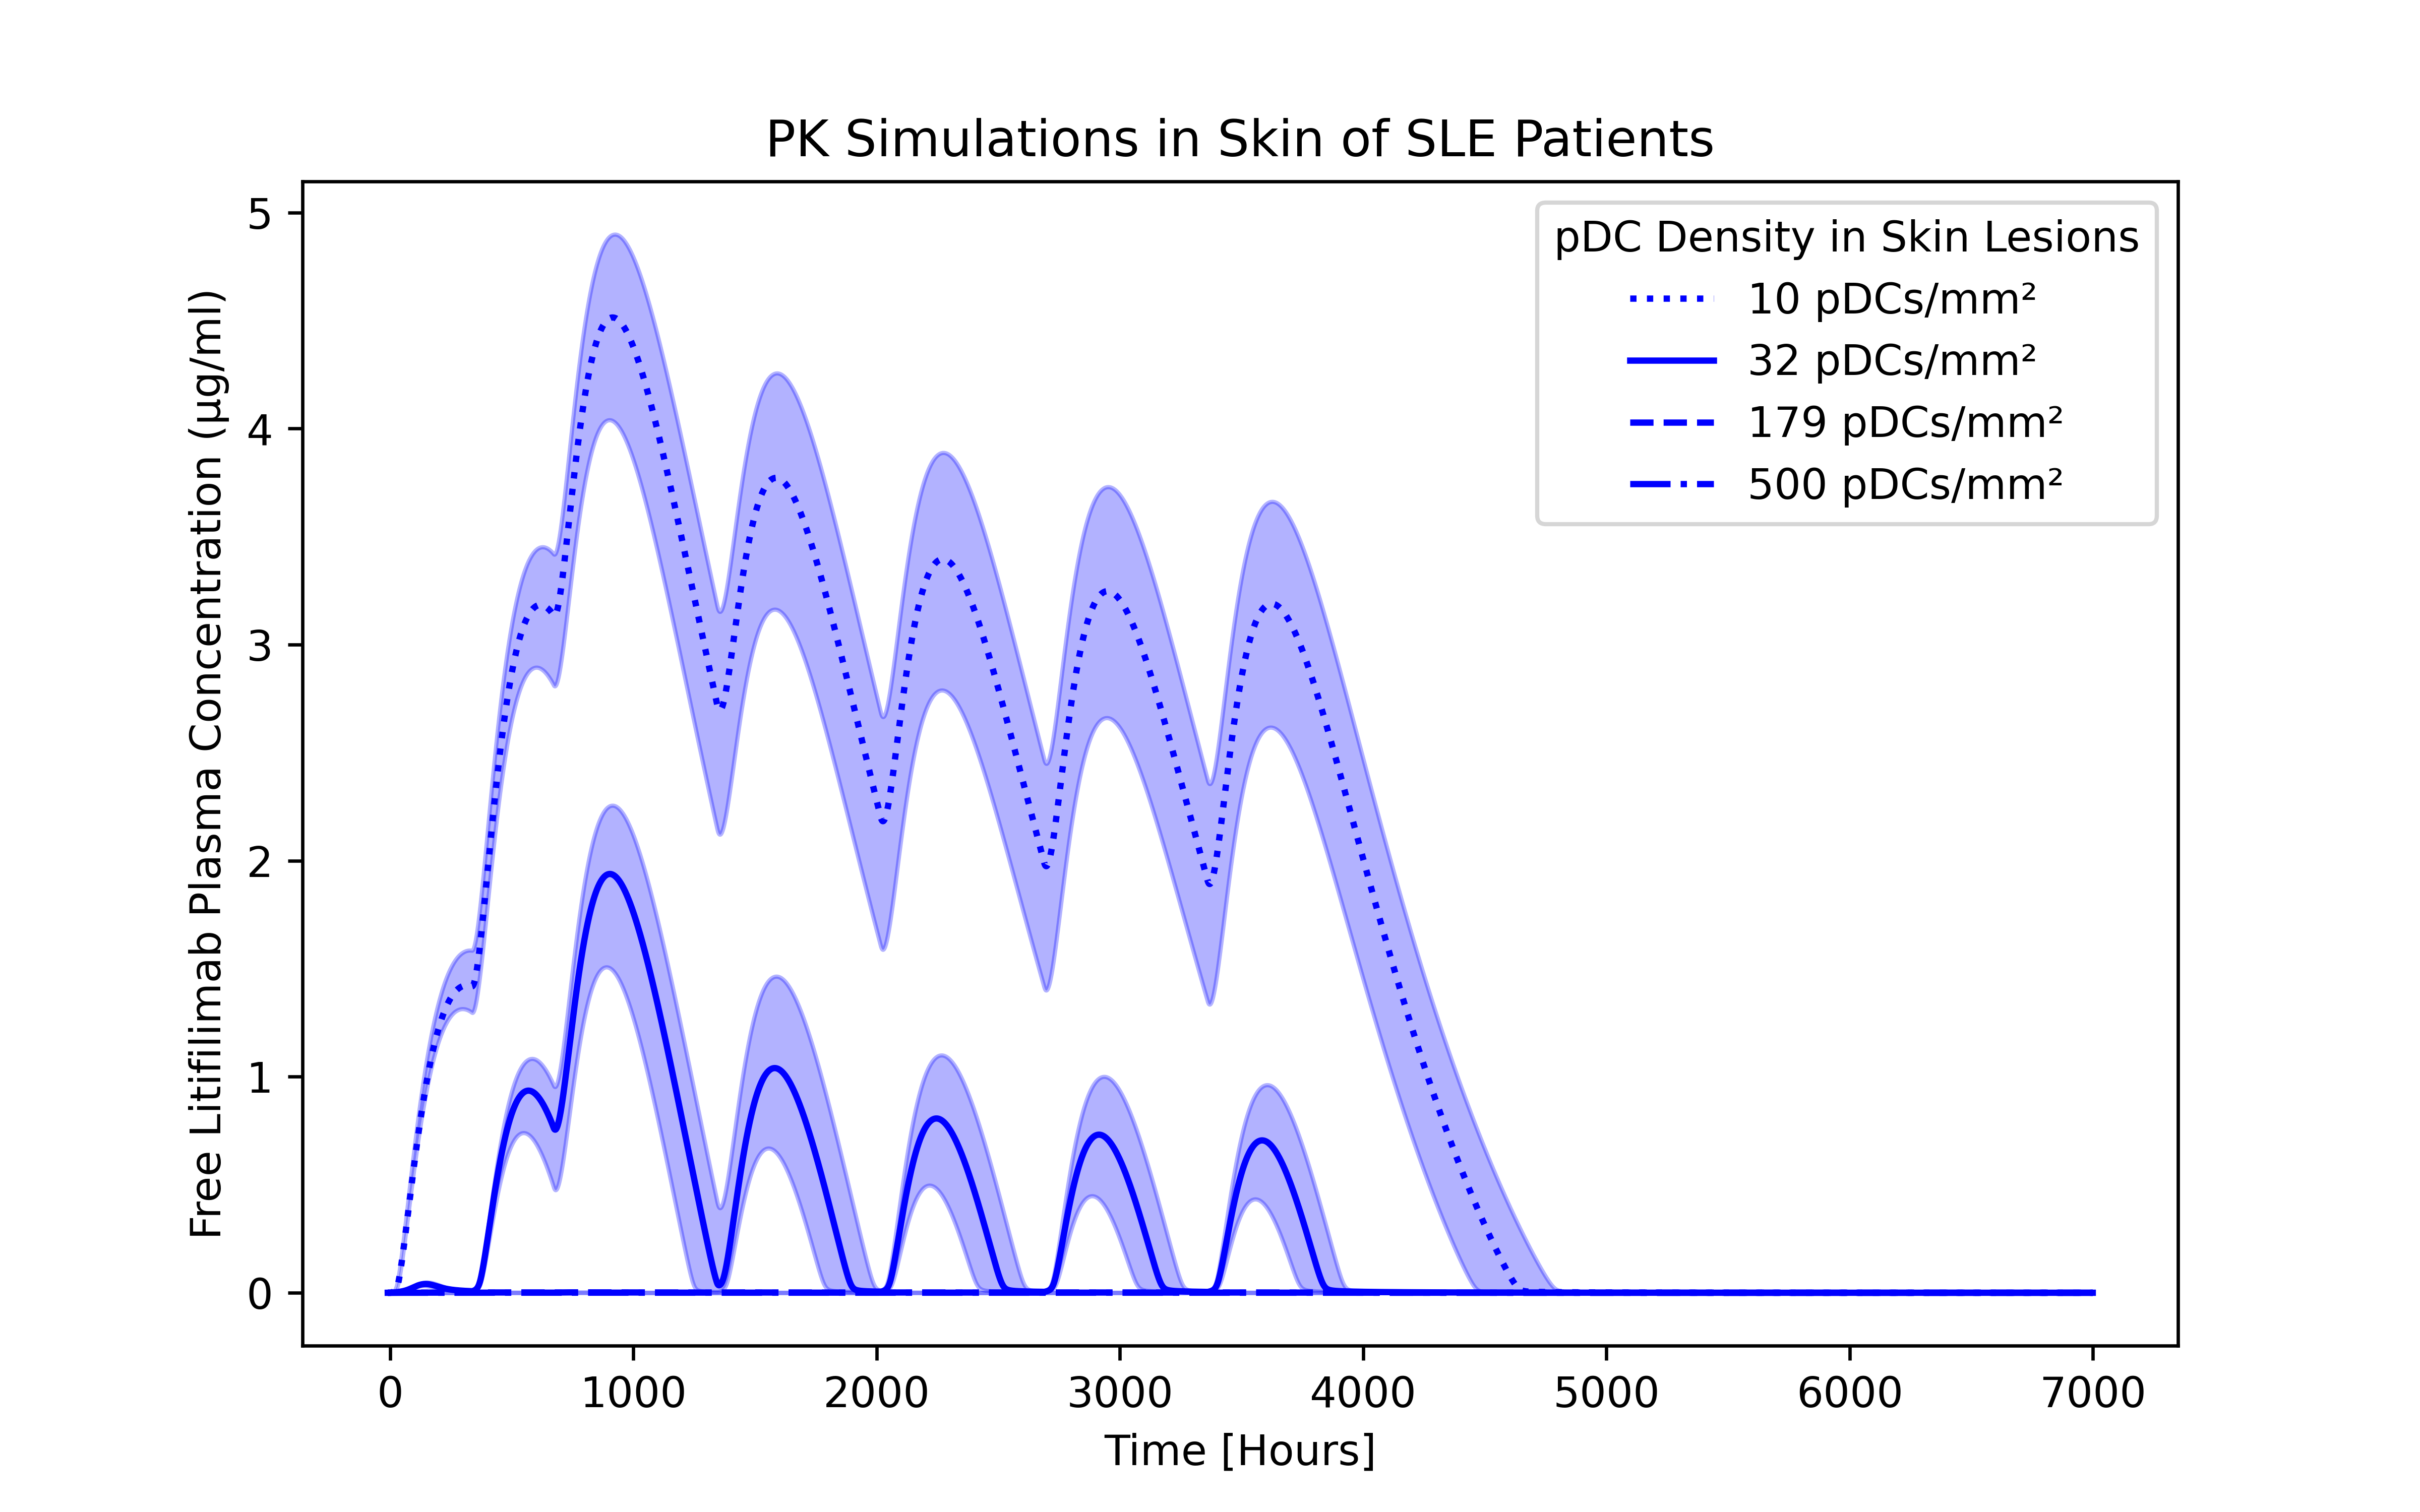 PK Simulations in Skin of SLE Patients
Free Litifilimab Plasma Concentration (µg/ml)
5
4
3
2
1
0
pDC Density in Skin Lesions
10 pDCs/mm²
32 pDCs/mm²
179 pDCs/mm²
500 pDCs/mm²
0 1000 2000 3000 4000 5000 6000 7000
Time [Hours]